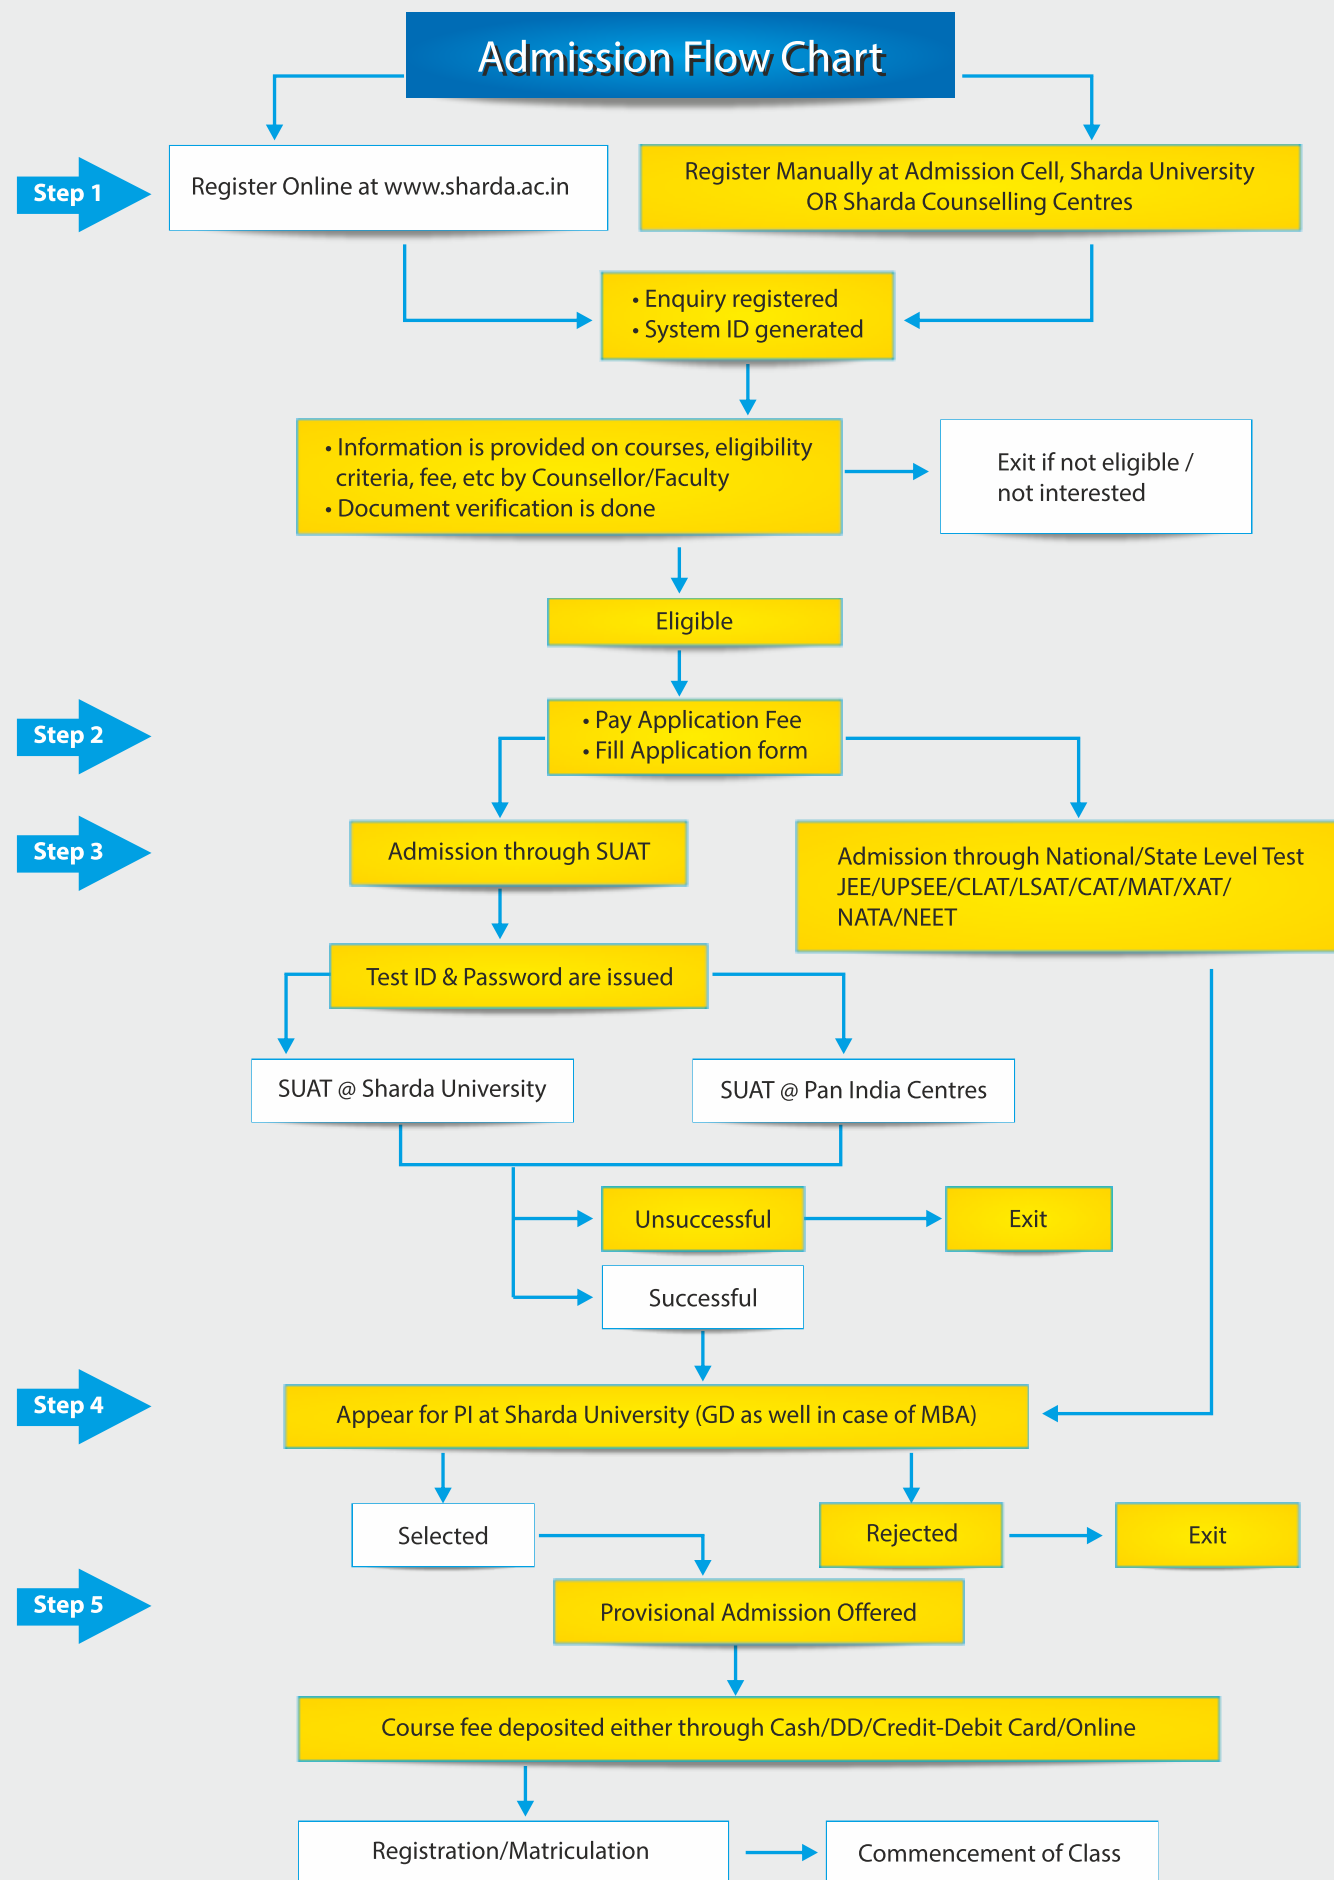 Admission Flow Chart
Step 1
Register Online at www.sharda.ac.in
Register Manually at Admission Cell, Sharda University
OR Sharda Counselling Centres
• Enquiry registered
• System ID generated
• Information is provided on courses, eligibility
criteria, fee, etc by Counsellor/Faculty
• Document verification is done
Exit if not eligible /
not interested
Eligible
Step 2
• Pay Application Fee
• Fill Application form
Step 3
Admission through SUAT
Admission through National/State Level Test
JEE/UPSEE/CLAT/LSAT/CAT/MAT/XAT/
NATA/NEET
Test ID & Password are issued
SUAT @ Sharda University
SUAT @ Pan India Centres
Unsuccessful
Exit
Successful
Step 4
Appear for PI at Sharda University (GD as well in case of MBA)
Selected
Rejected
Exit
Step 5
Provisional Admission Offered
Course fee deposited either through Cash/DD/Credit-Debit Card/Online
Registration/Matriculation
Commencement of Class